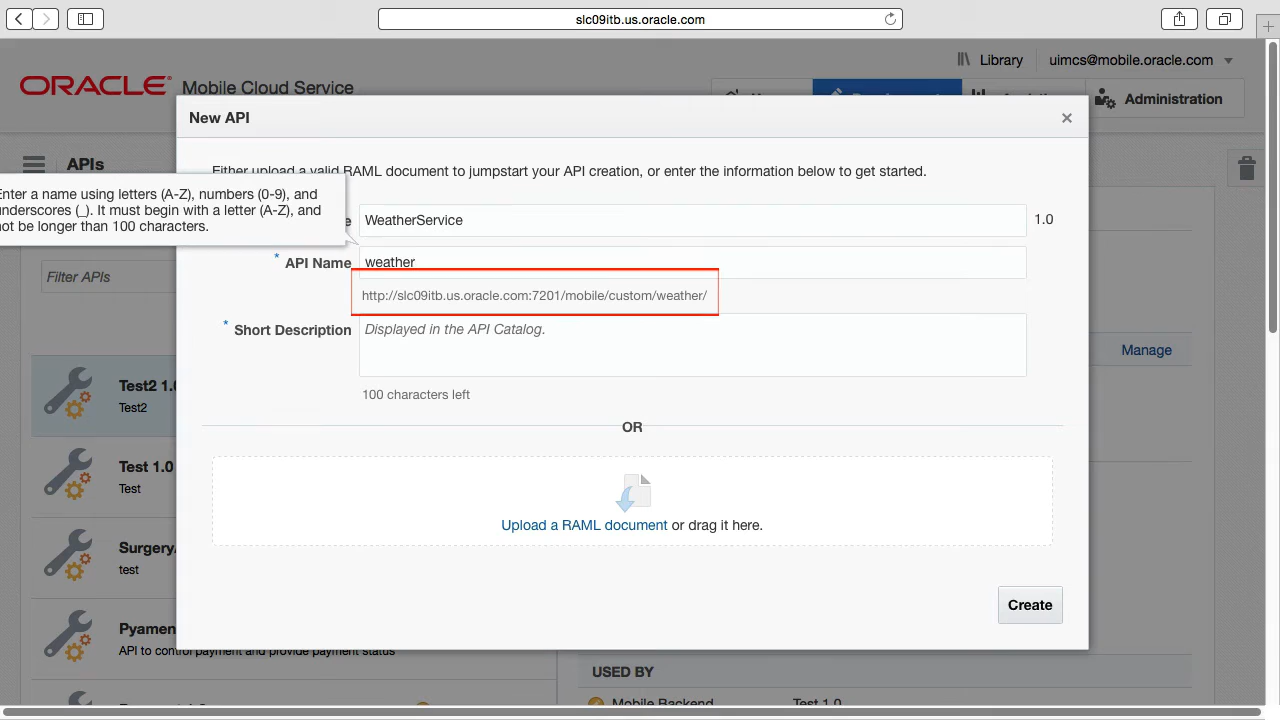 slc09itb.us.oracle.com
Library
uimcs@mobile.oracle.com
ORACLE Mobile Cloud Service
Administration
New API
APIs
Either upload a valid RAML document to jumpstart your API creation, or enter the information below to get started.
Enter a name using letters (A-Z), numbers (0-9), and
underscores (_). It must begin with a letter (A-Z), and
not be longer than 100 characters.
WeatherService
1.0
* API Name
weather
Filter APIs
http://slc09itb.us.oracle.com:7201/mobile/custom/weather/
* Short Description
Displayed in the API Catalog.
Manage
100 characters left
Test2 1.0
Test2
OR
Test 1.0
Test
Upload a RAML document or drag it here.
test
Create
API to control payment and provide payment status
USED BY
Mobile Backend
Test 1.0